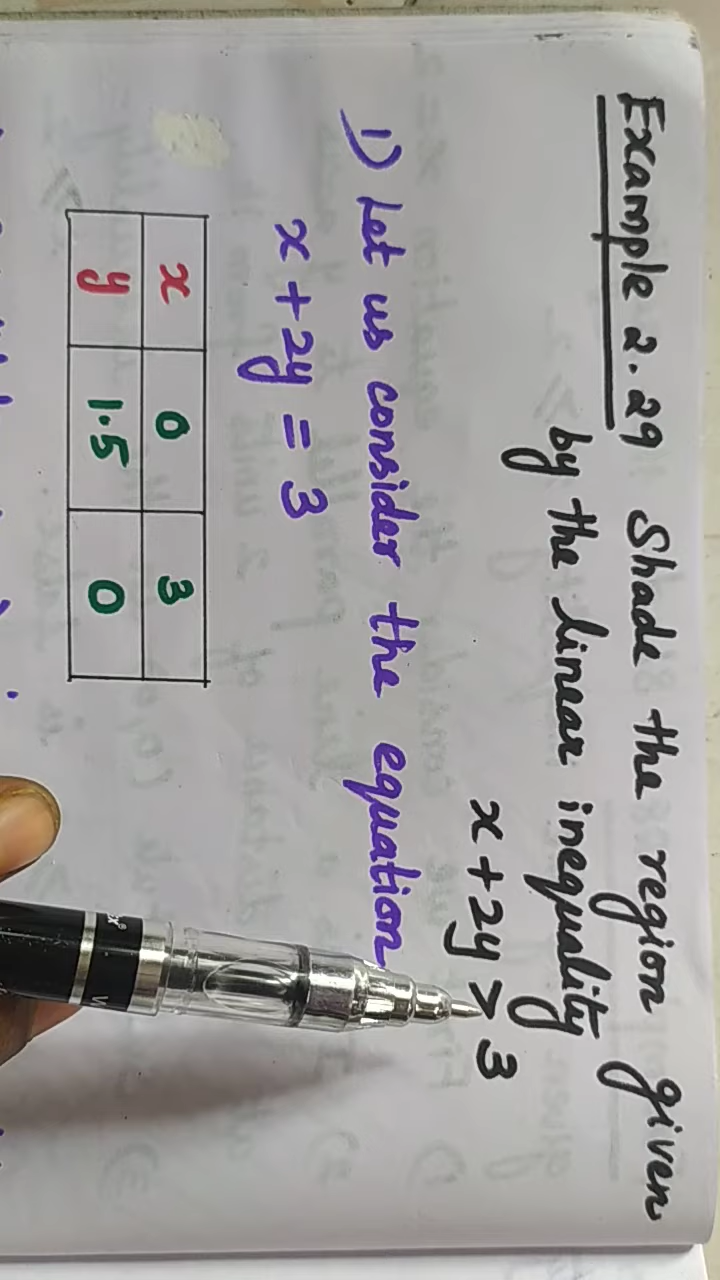 Example 2.29 Shade the region given
by the linear inequality
x + 2y > 3
1) Let us consider the equation
x + 2y = 3
x 0 3
y 1.5 0